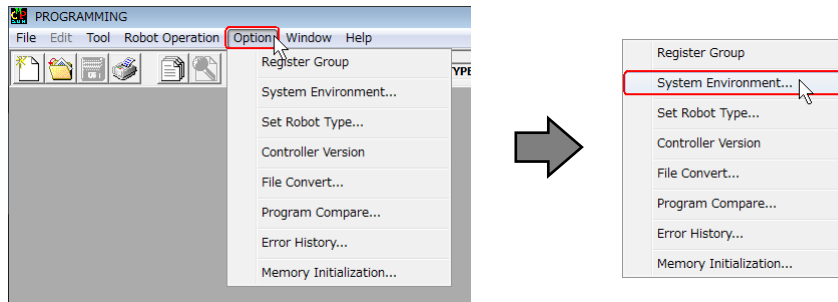 PROGRAMMING
File Edit Tool Robot Operation Option Window Help
TYPE
Register Group
System Environment...
Set Robot Type...
Controller Version
File Convert...
Program Compare...
Error History...
Memory Initialization...
Register Group
System Environment...
Set Robot Type...
Controller Version
File Convert...
Program Compare...
Error History...
Memory Initialization...